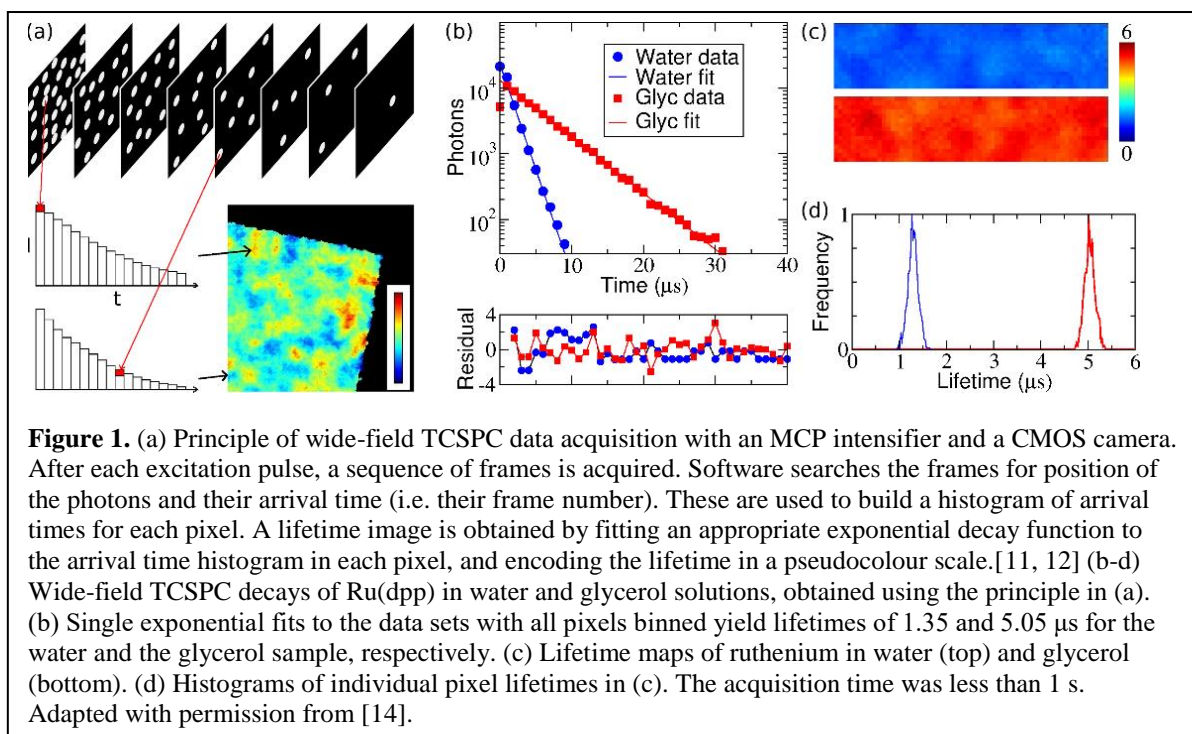 (a)
I
t
(b)
Photons
10^4
10^3
10^2
Water data
Water fit
Glyc data
Glyc fit
0 10 20 30 40
Time (μs)
4
0
-4
Residual
(c)
6
0
(d)
Frequency
1
0
0 1 2 3 4 5 6
Lifetime (μs)
Figure 1. (a) Principle of wide-field TCSPC data acquisition with an MCP intensifier and a CMOS camera.
After each excitation pulse, a sequence of frames is acquired. Software searches the frames for position of
the photons and their arrival time (i.e. their frame number). These are used to build a histogram of arrival
times for each pixel. A lifetime image is obtained by fitting an appropriate exponential decay function to
the arrival time histogram in each pixel, and encoding the lifetime in a pseudocolour scale.[11, 12] (b-d)
Wide-field TCSPC decays of Ru(dpp) in water and glycerol solutions, obtained using the principle in (a).
(b) Single exponential fits to the data sets with all pixels binned yield lifetimes of 1.35 and 5.05 μs for the
water and the glycerol sample, respectively. (c) Lifetime maps of ruthenium in water (top) and glycerol
(bottom). (d) Histograms of individual pixel lifetimes in (c). The acquisition time was less than 1 s.
Adapted with permission from [14].